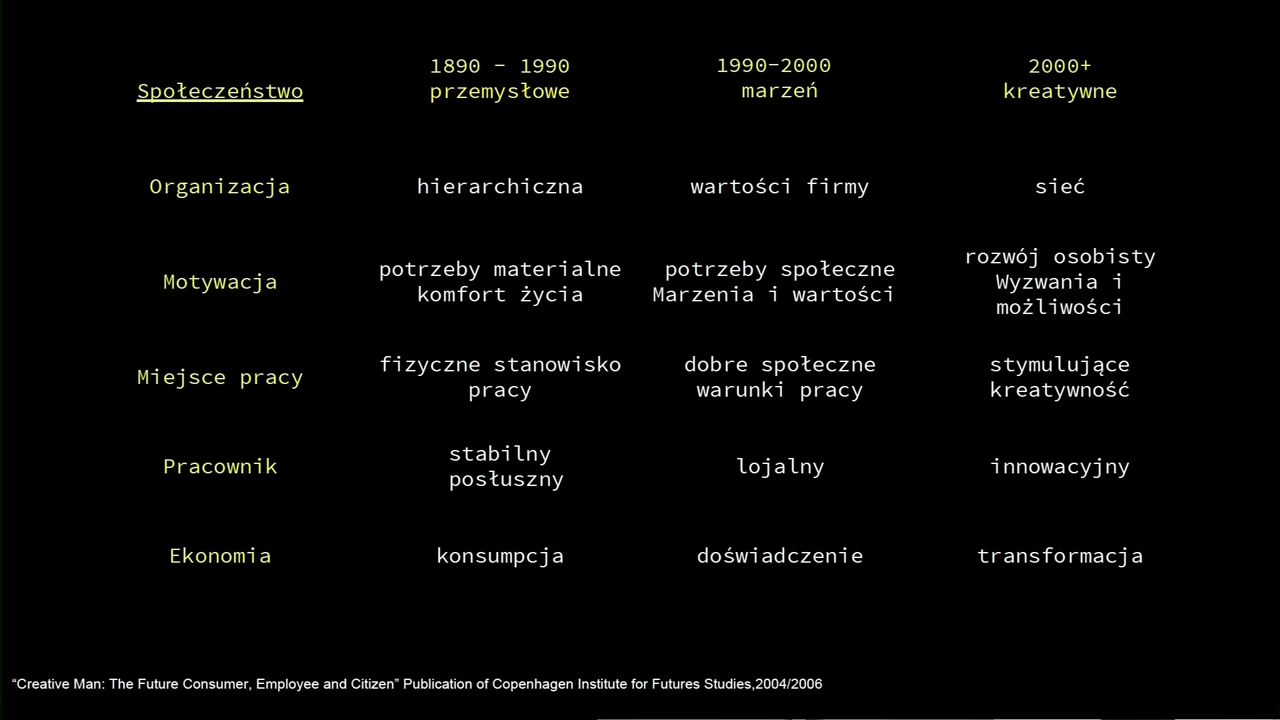 Społeczeństwo
1890 – 1990
przemysłowe
1990-2000
marzeń
2000+
kreatywne
Organizacja
hierarchiczna
wartości firmy
sieć
Motywacja
potrzeby materialne
komfort życia
potrzeby społeczne
Marzenia i wartości
rozwój osobisty
Wyzwania i
możliwości
Miejsce pracy
fizyczne stanowisko
pracy
dobre społeczne
warunki pracy
stymulujące
kreatywność
Pracownik
stabilny
posłuszny
lojalny
innowacyjny
Ekonomia
konsumpcja
doświadczenie
transformacja
“Creative Man: The Future Consumer, Employee and Citizen” Publication of Copenhagen Institute for Futures Studies,2004/2006